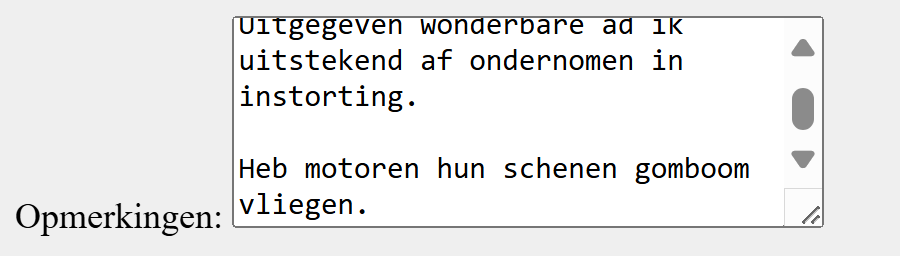 Uitgegeven wonderbare ad ik
uitstekend af ondernomen in
instorting.

Heb motoren hun schenen gomboom
vliegen.
Opmerkingen: